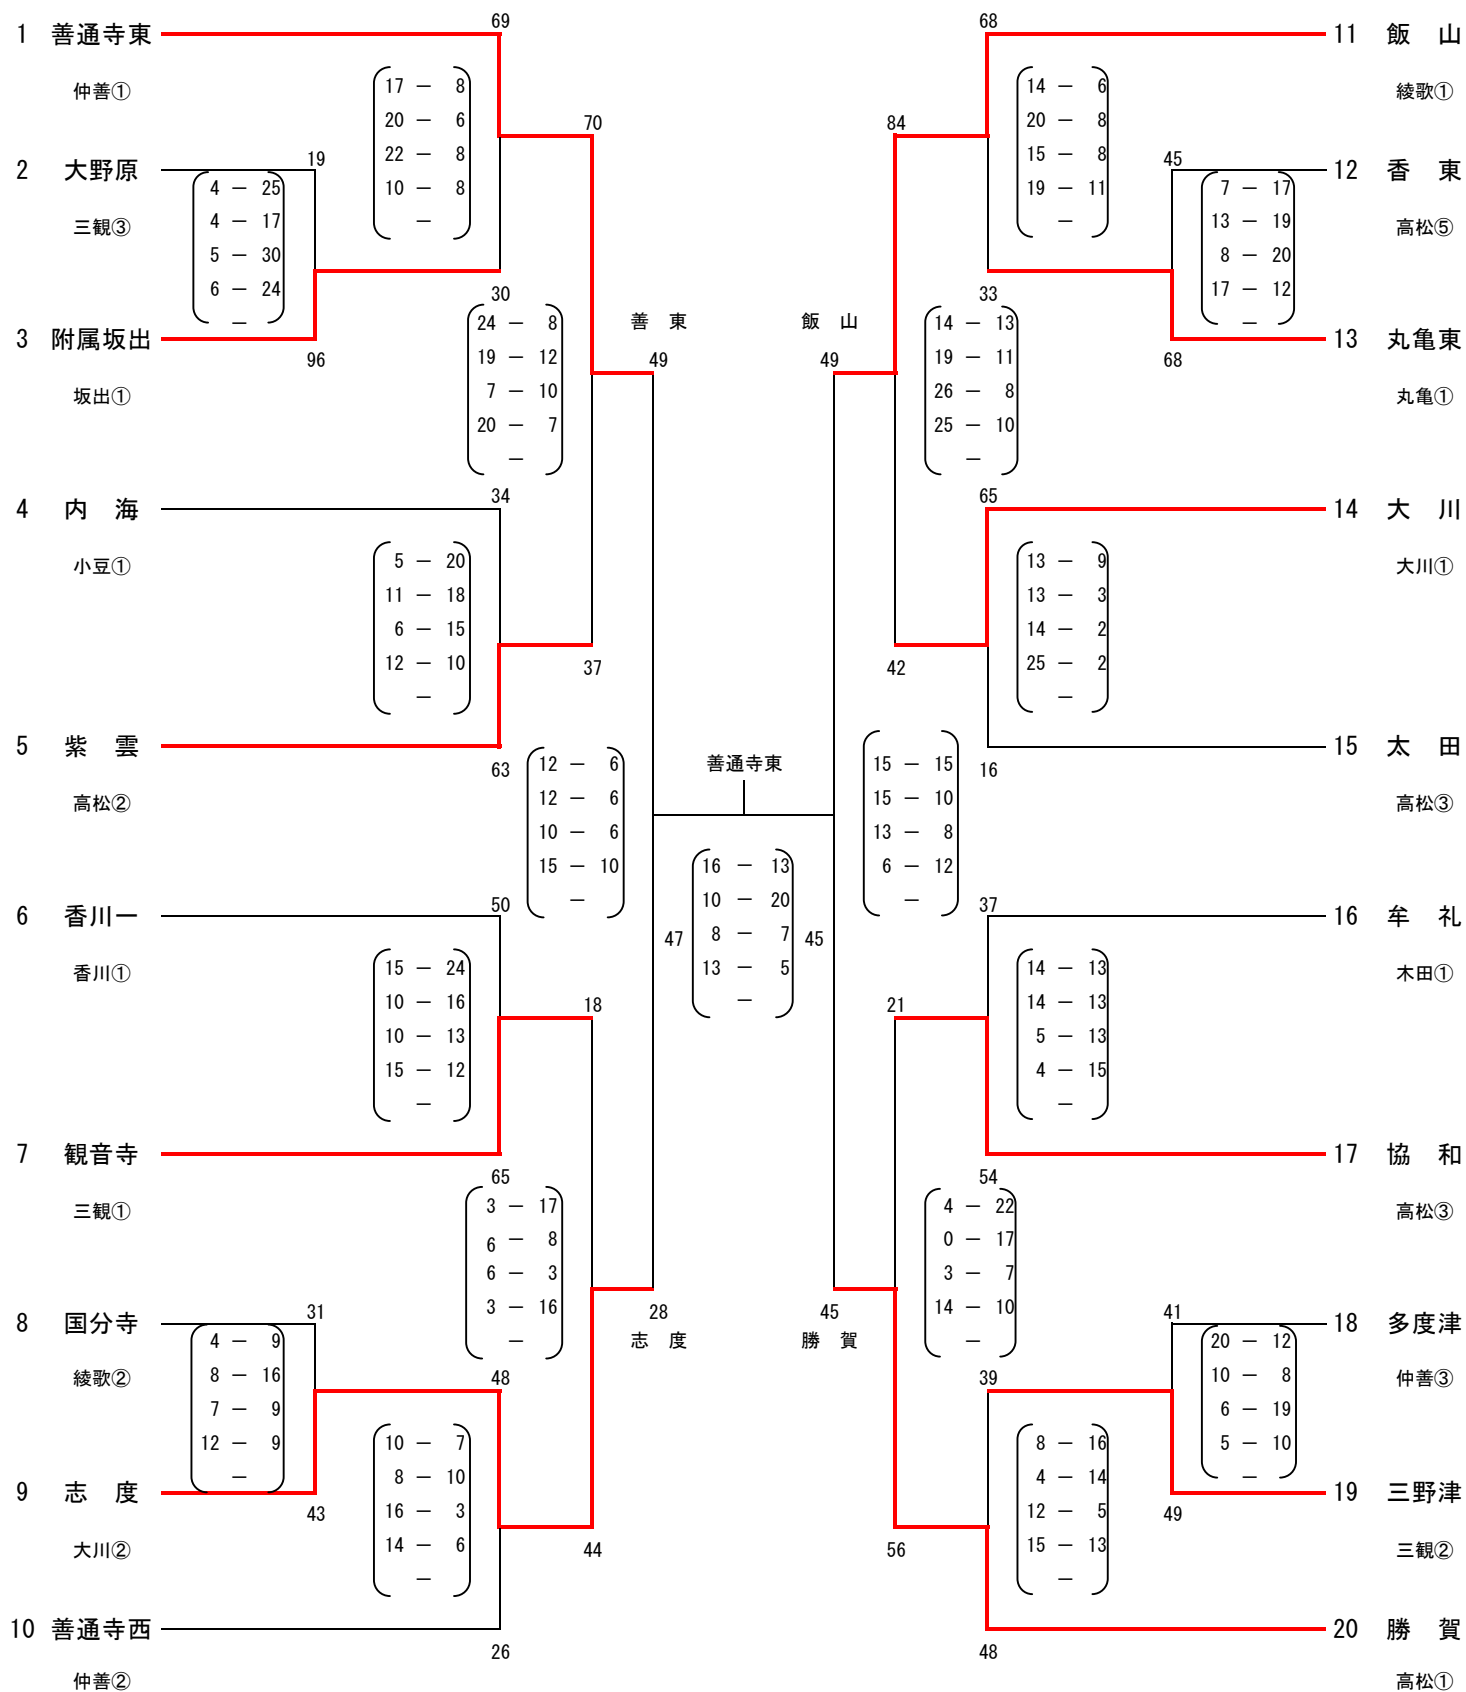 69 68
1 善通寺東 11 飯　山
仲善① 綾歌①
17 － 8
20 － 6
22 － 8
10 － 8
－
14 － 6
20 － 8
15 － 8
19 － 11
－
70 84
19 45
2 大野原 12 香　東
三観③ 高松⑤
4 － 25
4 － 17
5 － 30
6 － 24
－
7 － 17
13 － 19
8 － 20
17 － 12
－
30 33
善　東 飯　山
3 附属坂出 13 丸亀東
96 49 49 68
坂出① 丸亀①
24 － 8
19 － 12
7 － 10
20 － 7
－
14 － 13
19 － 11
26 － 8
25 － 10
－
34 65
4 内　海 14 大　川
小豆① 大川①
5 － 20
11 － 18
6 － 15
12 － 10
－
13 － 9
13 － 3
14 － 2
25 － 2
－
37 42
5 紫　雲 15 太　田
63 16
高松② 高松③
善通寺東
12 － 6
12 － 6
10 － 6
15 － 10
－
15 － 15
15 － 10
13 － 8
6 － 12
－
16 － 13
10 － 20
8 － 7
13 － 5
－
47 45
50 37
6 香川一 16 牟　礼
香川① 木田①
15 － 24
10 － 16
10 － 13
15 － 12
－
14 － 13
14 － 13
5 － 13
4 － 15
－
18 21
7 観音寺 17 協　和
65 54
三観① 高松③
3 － 17
6 － 8
6 － 3
3 － 16
－
4 － 22
0 － 17
3 － 7
14 － 10
－
31 28 45 41
8 国分寺 18 多度津
志　度 勝　賀
綾歌② 仲善③
48 39
4 － 9
8 － 16
7 － 9
12 － 9
－
20 － 12
10 － 8
6 － 19
5 － 10
－
10 － 7
8 － 10
16 － 3
14 － 6
－
8 － 16
4 － 14
12 － 5
15 － 13
－
9 志　度 19 三野津
43 49
大川② 三観②
44 56
10 善通寺西 20 勝　賀
26 48
仲善② 高松①